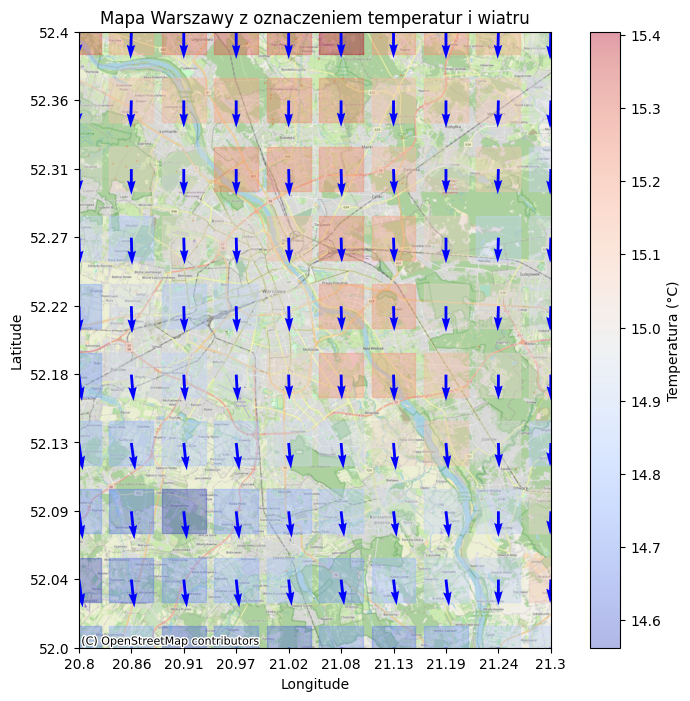 Mapa Warszawy z oznaczeniem temperatur i wiatru
52.4
52.36
52.31
52.27
52.22
52.18
52.13
52.09
52.04
52.0
Latitude
Warszawa
(C) OpenStreetMap contributors
20.8 20.86 20.91 20.97 21.02 21.08 21.13 21.19 21.24 21.3
Longitude
15.4
15.3
15.2
15.1
15.0
14.9
14.8
14.7
14.6
Temperatura (°C)